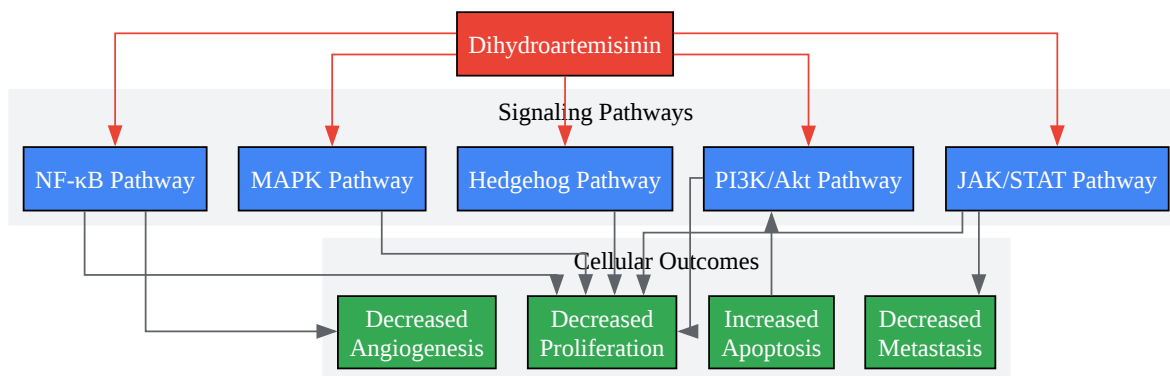 Dihydroartemisinin
Signaling Pathways
NF-κB Pathway
MAPK Pathway
Hedgehog Pathway
PI3K/Akt Pathway
JAK/STAT Pathway
Cellular Outcomes
Decreased
Angiogenesis
Decreased
Proliferation
Increased
Apoptosis
Decreased
Metastasis